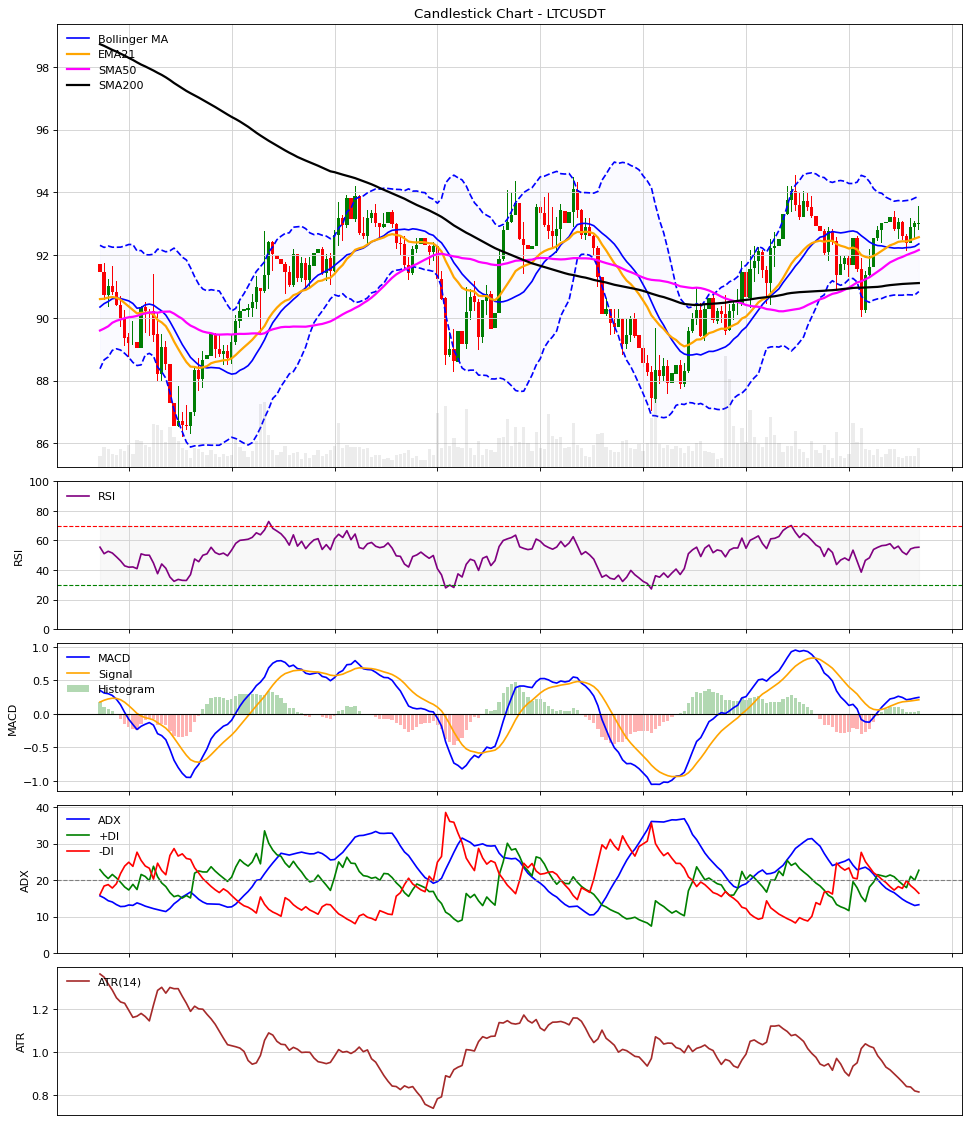 Candlestick Chart - LTCUSDT
Bollinger MA
EMA21
SMA50
SMA200
98
96
94
92
90
88
86
RSI
RSI
100
80
60
40
20
0
MACD
Signal
Histogram
MACD
1.0
0.5
0.0
−0.5
−1.0
ADX
+DI
-DI
ADX
40
30
20
10
0
ATR(14)
ATR
1.2
1.0
0.8